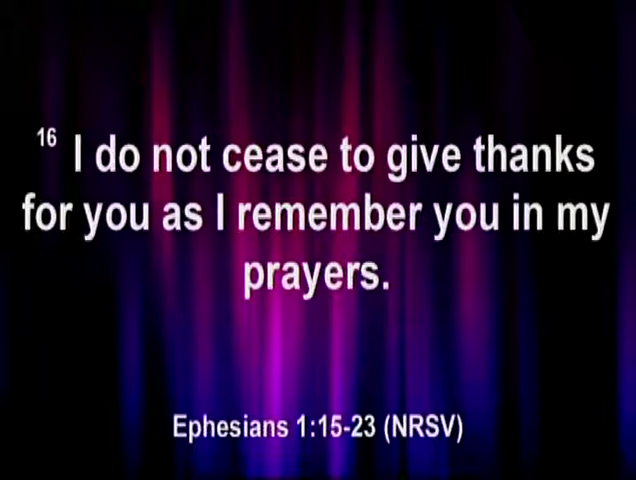 16 I do not cease to give thanks
for you as I remember you in my
prayers.
Ephesians 1:15-23 (NRSV)